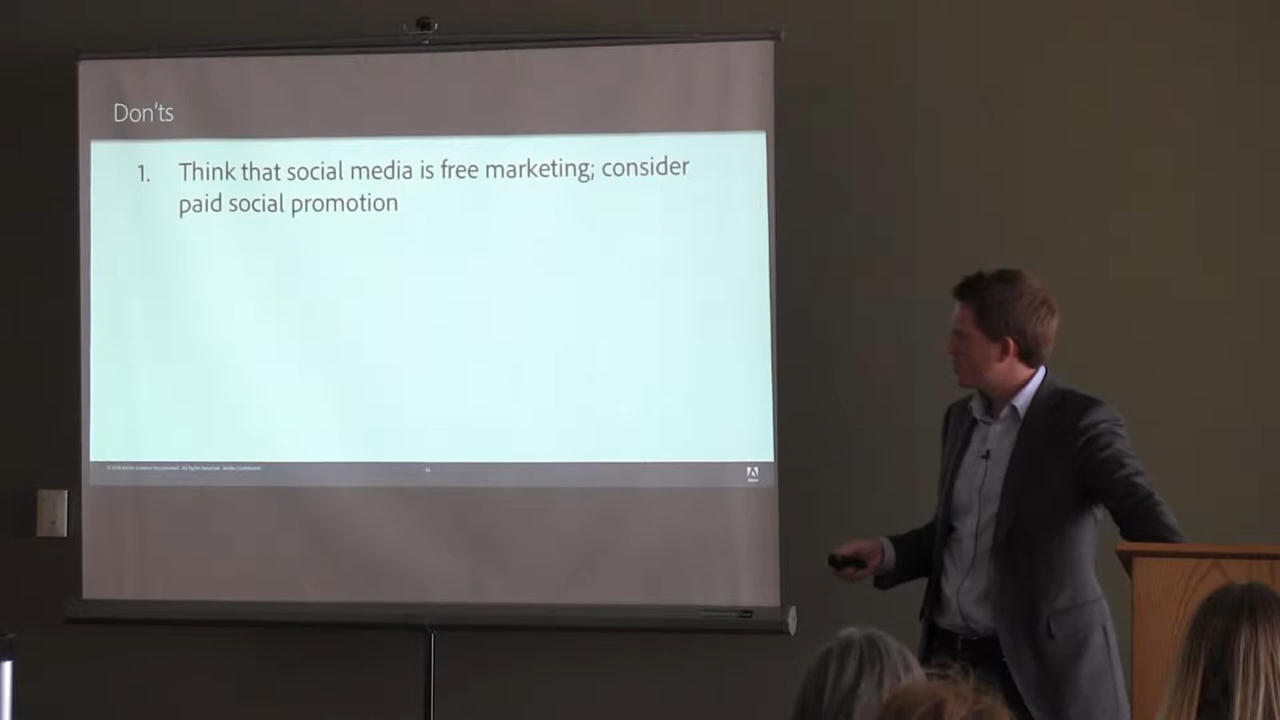 Don'ts
1. Think that social media is free marketing; consider
paid social promotion